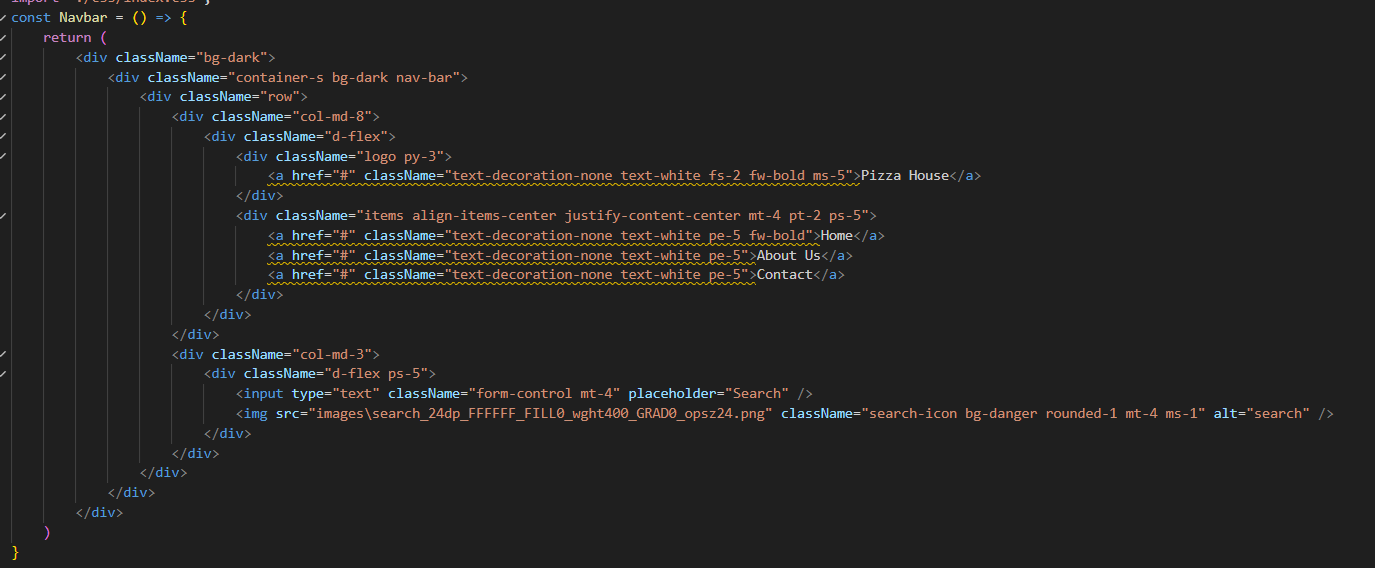 const Navbar = () => {
return (
<div className="bg-dark">
<div className="container-s bg-dark nav-bar">
<div className="row">
<div className="col-md-8">
<div className="d-flex">
<div className="logo py-3">
<a href="#" className="text-decoration-none text-white fs-2 fw-bold ms-5">Pizza House</a>
</div>
<div className="items align-items-center justify-content-center mt-4 pt-2 ps-5">
<a href="#" className="text-decoration-none text-white pe-5 fw-bold">Home</a>
<a href="#" className="text-decoration-none text-white pe-5">About Us</a>
<a href="#" className="text-decoration-none text-white pe-5">Contact</a>
</div>
</div>
</div>
<div className="col-md-3">
<div className="d-flex ps-5">
<input type="text" className="form-control mt-4" placeholder="Search" />
<img src="images\search_24dp_FFFFFF_FILL0_wght400_GRAD0_opsz24.png" className="search-icon bg-danger rounded-1 mt-4 ms-1" alt="search" />
</div>
</div>
</div>
</div>
</div>
)
}